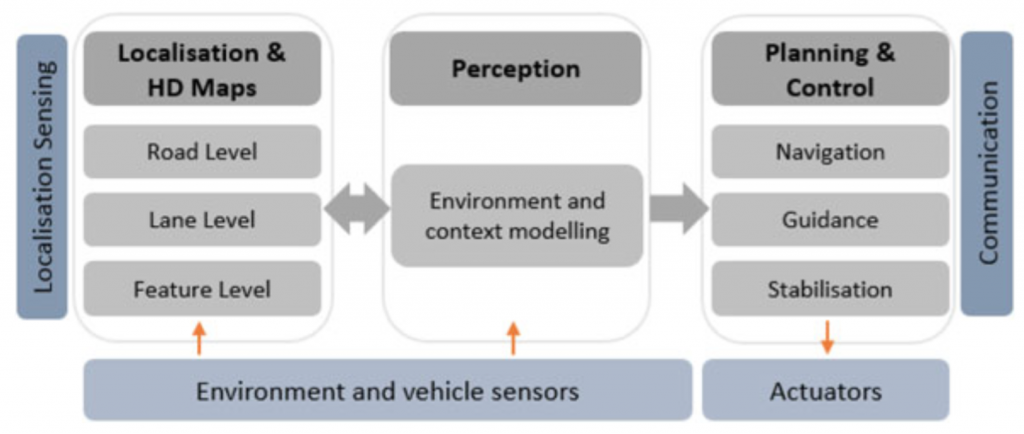 Localisation Sensing
Localisation &
HD Maps
Road Level
Lane Level
Feature Level
Perception
Environment and
context modelling
Planning &
Control
Navigation
Guidance
Stabilisation
Communication
Environment and vehicle sensors
Actuators